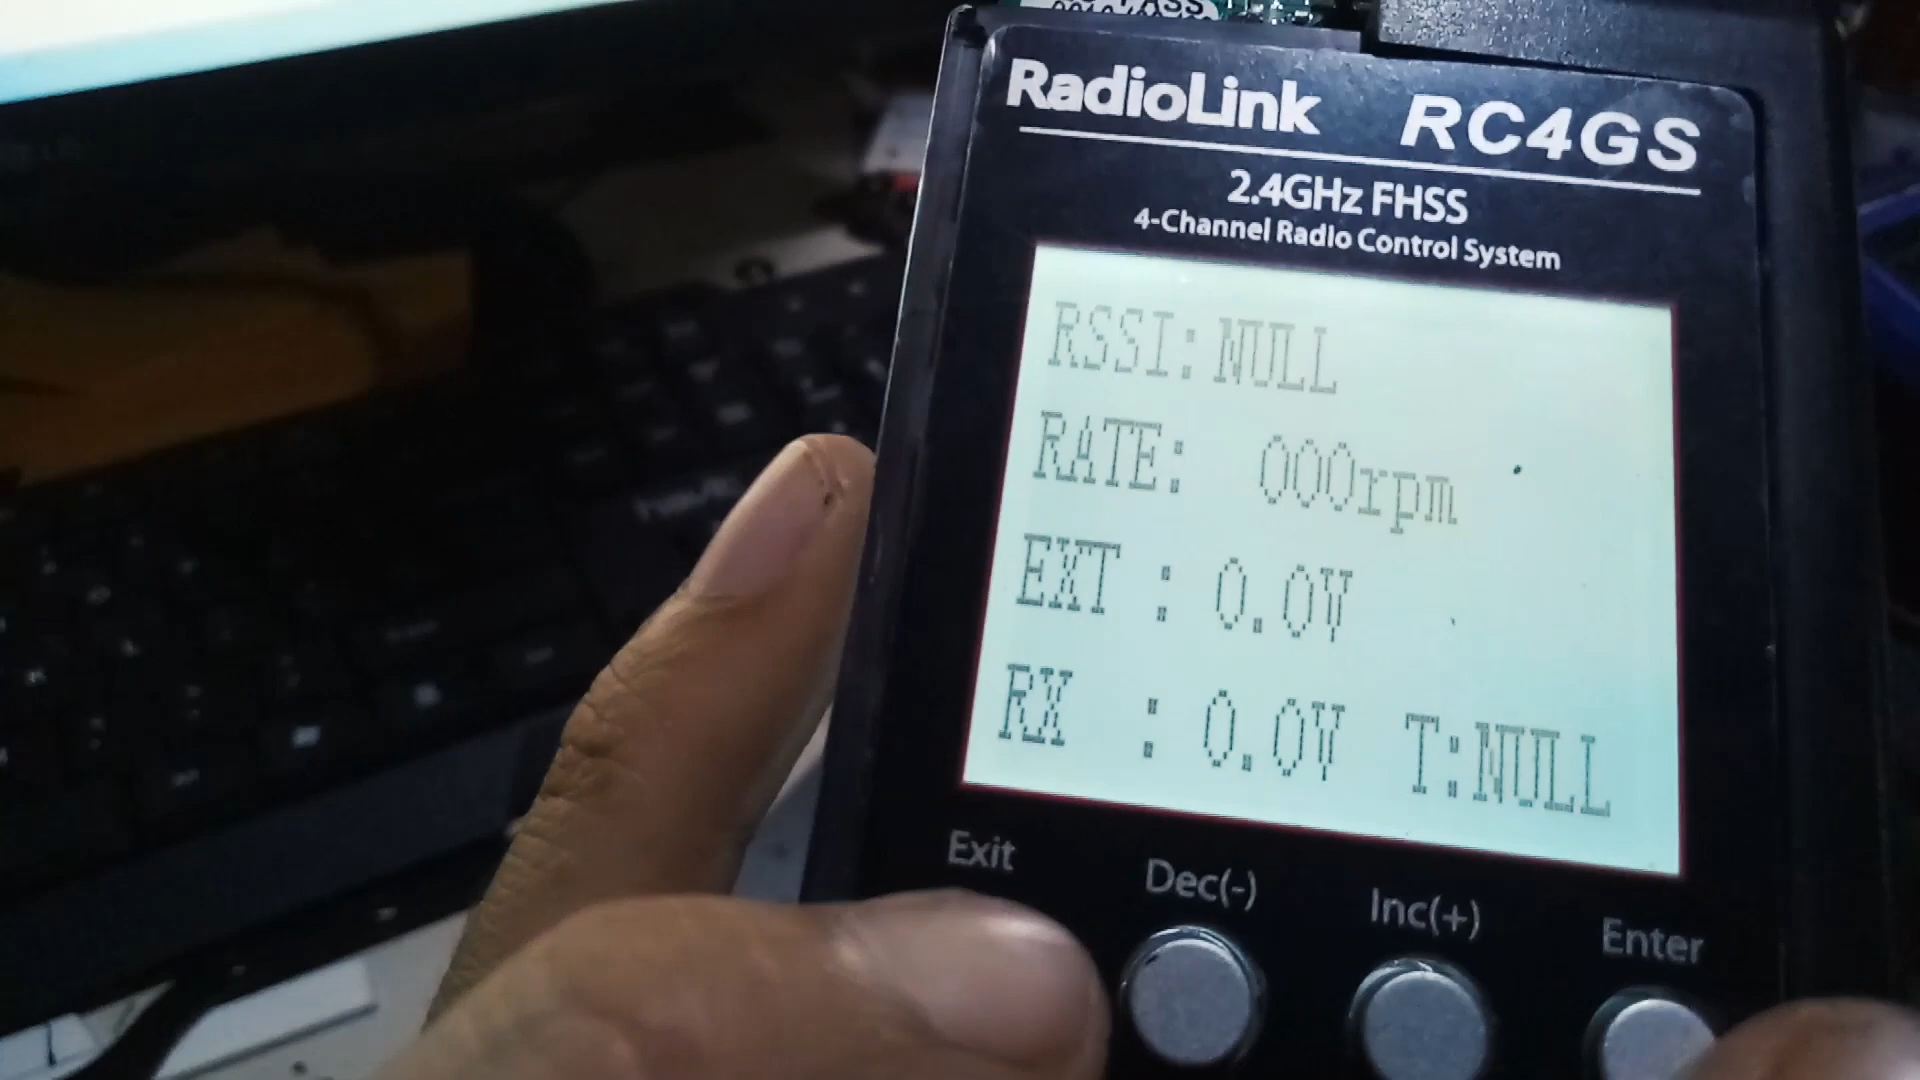 RadioLink RC4GS
2.4GHz FHSS
4-Channel Radio Control System
RSSI:NULL
RATE: 000rpm
EXT : 0.0V
RX : 0.0V T:NULL
Exit Dec(-) Inc(+) Enter